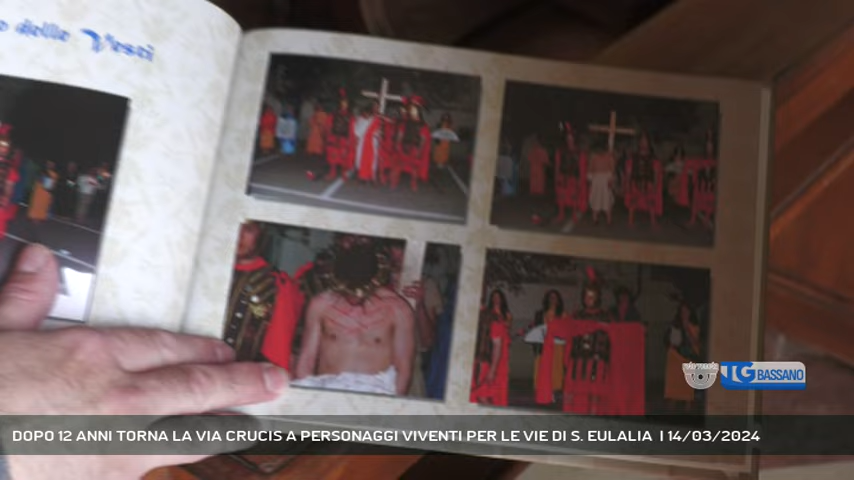 delle Vesti
TG
BASSANO
DOPO 12 ANNI TORNA LA VIA CRUCIS A PERSONAGGI VIVENTI PER LE VIE DI S. EULALIA | 14/03/2024